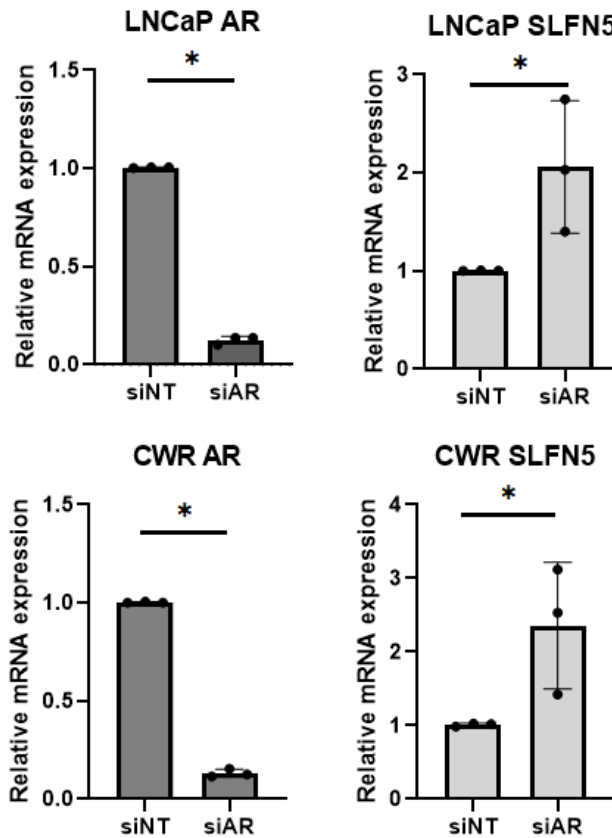 LNCaP AR
*
Relative mRNA expression
1.5
1.0
0.5
0.0
siNT siAR
LNCaP SLFN5
*
Relative mRNA expression
3
2
1
0
siNT siAR
CWR AR
*
Relative mRNA expression
1.5
1.0
0.5
0.0
siNT siAR
CWR SLFN5
*
Relative mRNA expression
4
3
2
1
0
siNT siAR